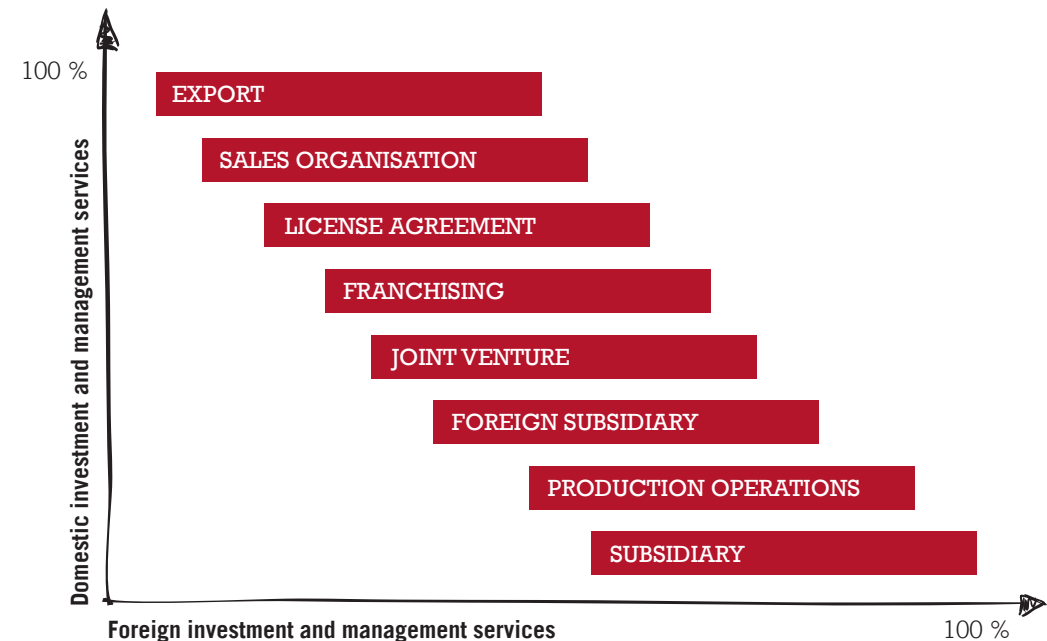 100 %
EXPORT
SALES ORGANISATION
LICENSE AGREEMENT
FRANCHISING
JOINT VENTURE
FOREIGN SUBSIDIARY
PRODUCTION OPERATIONS
SUBSIDIARY
Domestic investment and management services
Foreign investment and management services
100 %